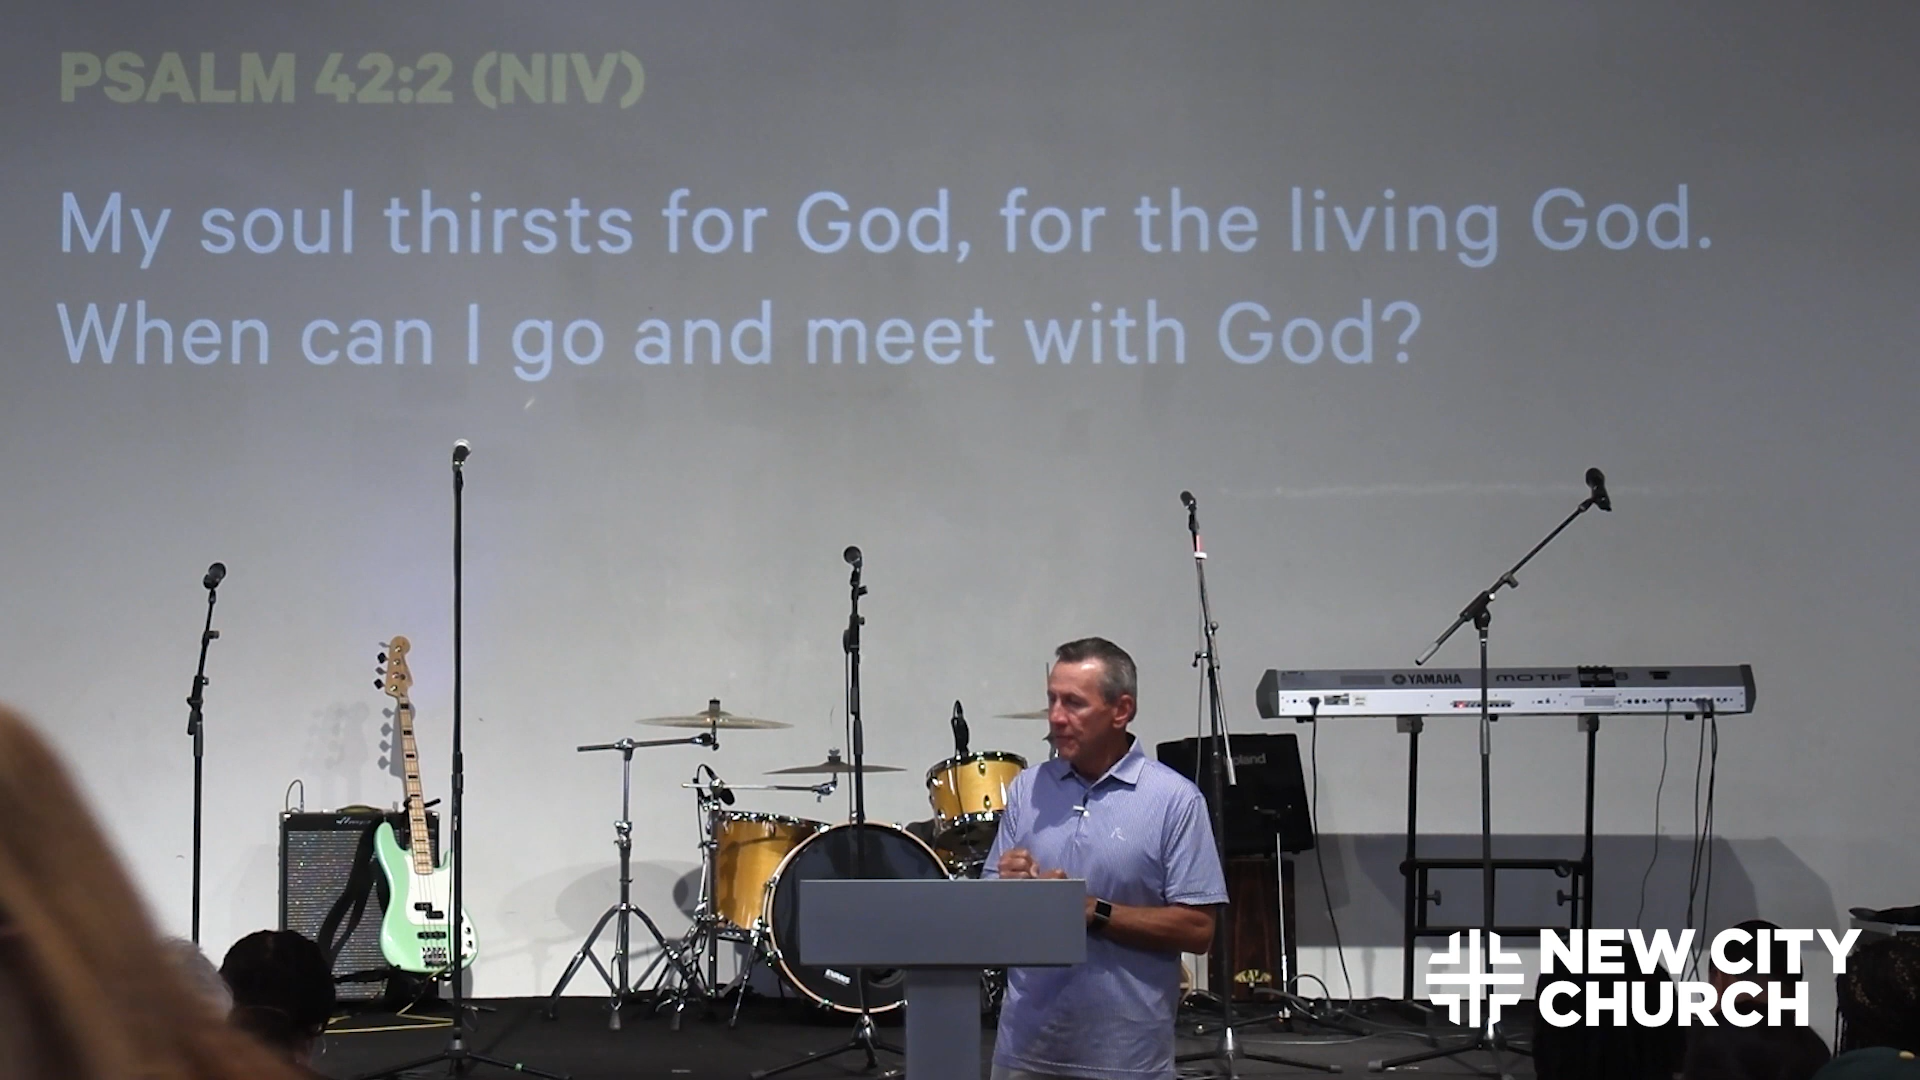 PSALM 42:2 (NIV)
My soul thirsts for God, for the living God.
When can I go and meet with God?
YAMAHA MOTIF
Roland
EVANS
NEW CITY
CHURCH